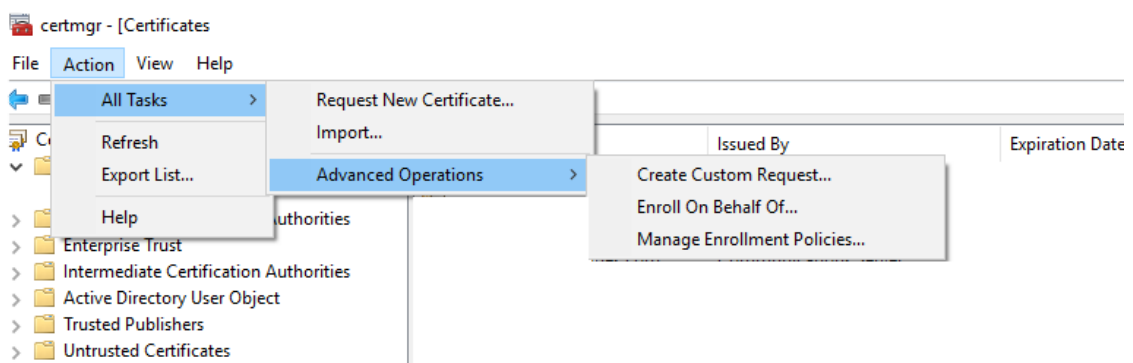 certmgr - [Certificates
File Action View Help
All Tasks
Refresh
Export List...
Help
Request New Certificate...
Import...
Advanced Operations
Create Custom Request...
Enroll On Behalf Of...
Manage Enrollment Policies...
Issued By
Expiration Date
uthorities
Enterprise Trust
Intermediate Certification Authorities
Active Directory User Object
Trusted Publishers
Untrusted Certificates